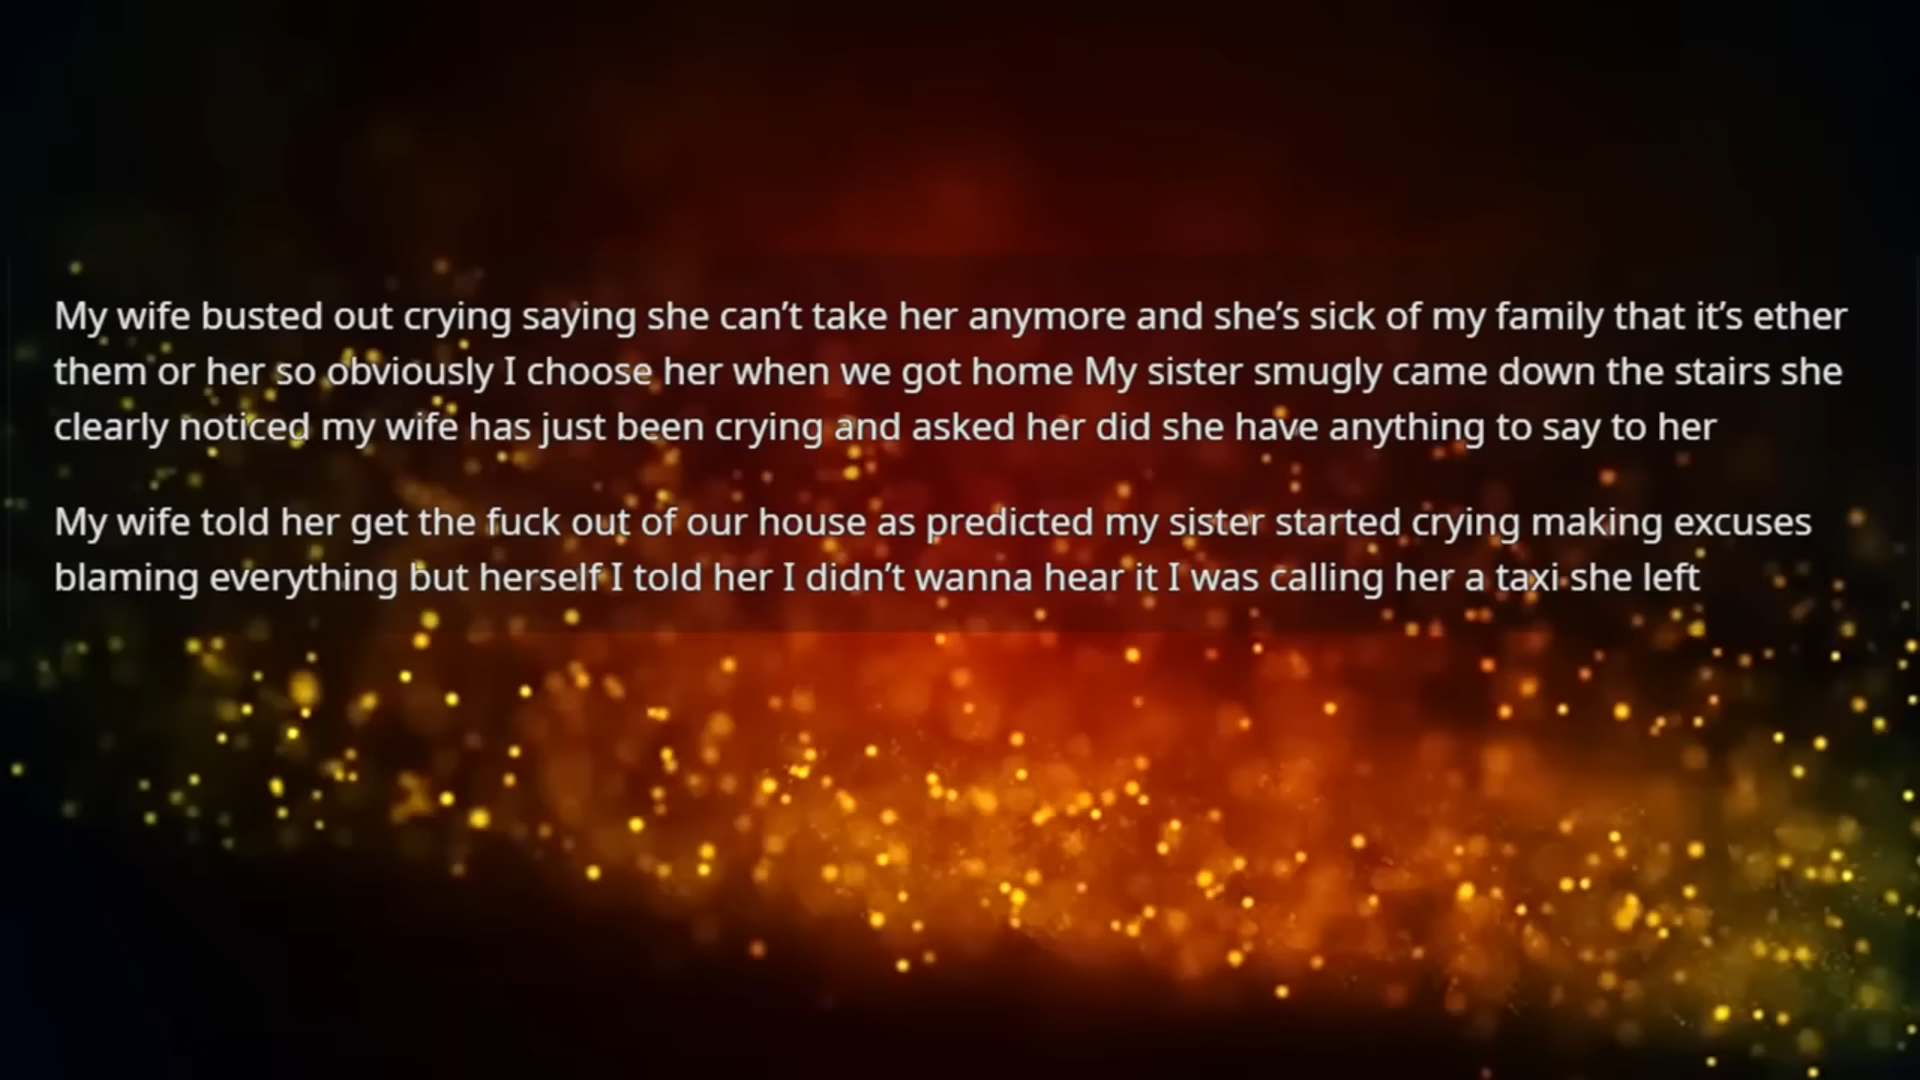 My wife busted out crying saying she can’t take her anymore and she’s sick of my family that it’s ether
them or her so obviously I choose her when we got home My sister smugly came down the stairs she
clearly noticed my wife has just been crying and asked her did she have anything to say to her
My wife told her get the fuck out of our house as predicted my sister started crying making excuses
blaming everything but herself I told her I didn’t wanna hear it I was calling her a taxi she left